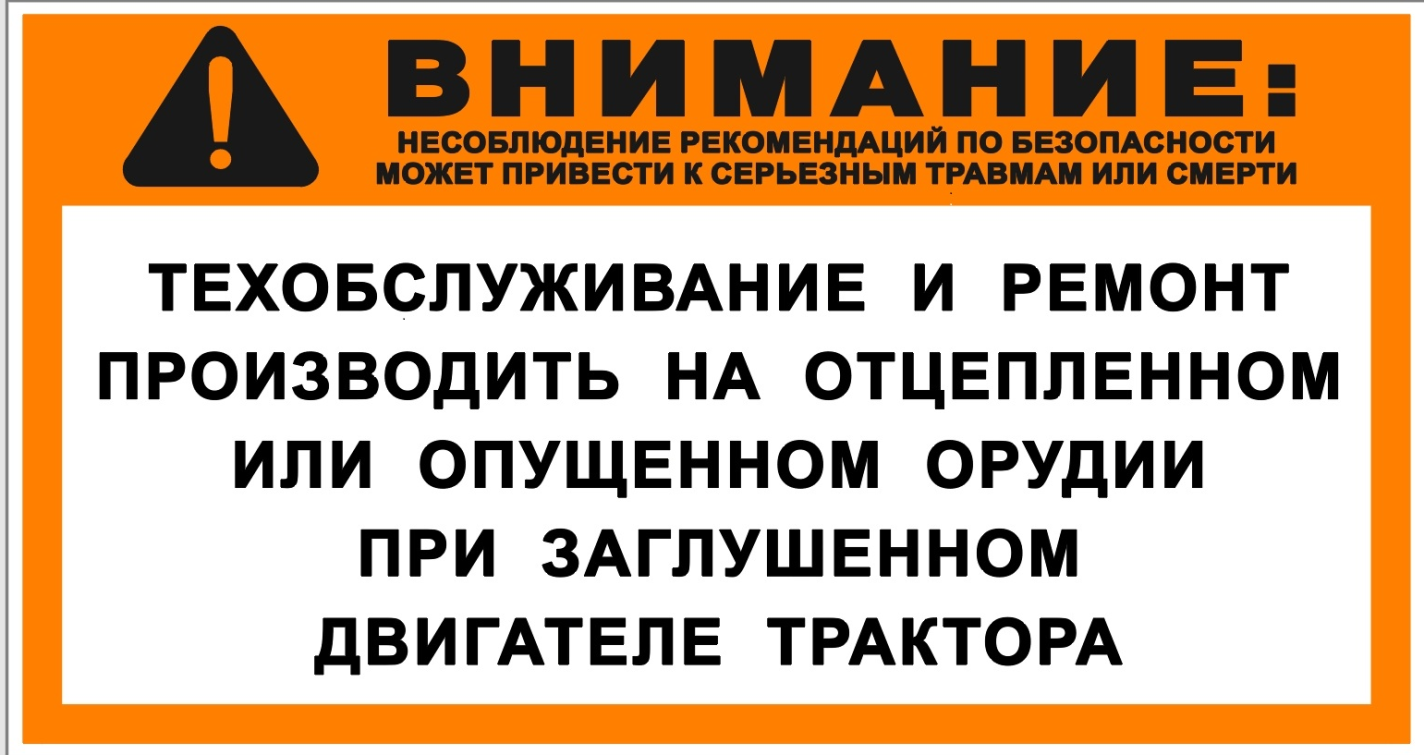 ВНИМАНИЕ:
НЕСОБЛЮДЕНИЕ РЕКОМЕНДАЦИЙ ПО БЕЗОПАСНОСТИ
МОЖЕТ ПРИВЕСТИ К СЕРЬЕЗНЫМ ТРАВМАМ ИЛИ СМЕРТИ
ТЕХОБСЛУЖИВАНИЕ И РЕМОНТ
ПРОИЗВОДИТЬ НА ОТЦЕПЛЕННОМ
ИЛИ ОПУЩЕННОМ ОРУДИИ
ПРИ ЗАГЛУШЕННОМ
ДВИГАТЕЛЕ ТРАКТОРА